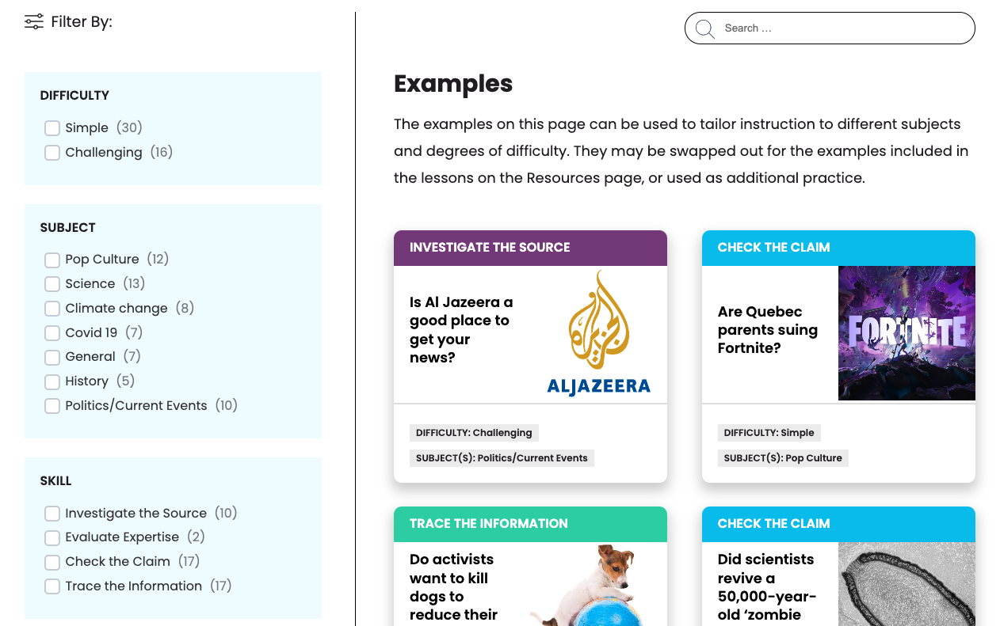 Filter By:
Search …
DIFFICULTY
Simple (30)
Challenging (16)
SUBJECT
Pop Culture (12)
Science (13)
Climate change (8)
Covid 19 (7)
General (7)
History (5)
Politics/Current Events (10)
SKILL
Investigate the Source (10)
Evaluate Expertise (2)
Check the Claim (17)
Trace the Information (17)
Examples
The examples on this page can be used to tailor instruction to different subjects
and degrees of difficulty. They may be swapped out for the examples included in
the lessons on the Resources page, or used as additional practice.
INVESTIGATE THE SOURCE
Is Al Jazeera a
good place to
get your
news?
ALJAZEERA
DIFFICULTY: Challenging
SUBJECT(S): Politics/Current Events
CHECK THE CLAIM
Are Quebec
parents suing
Fortnite?
FORTNITE
DIFFICULTY: Simple
SUBJECT(S): Pop Culture
TRACE THE INFORMATION
Do activists
want to kill
dogs to
reduce their
CHECK THE CLAIM
Did scientists
revive a
50,000-year-
old ‘zombie